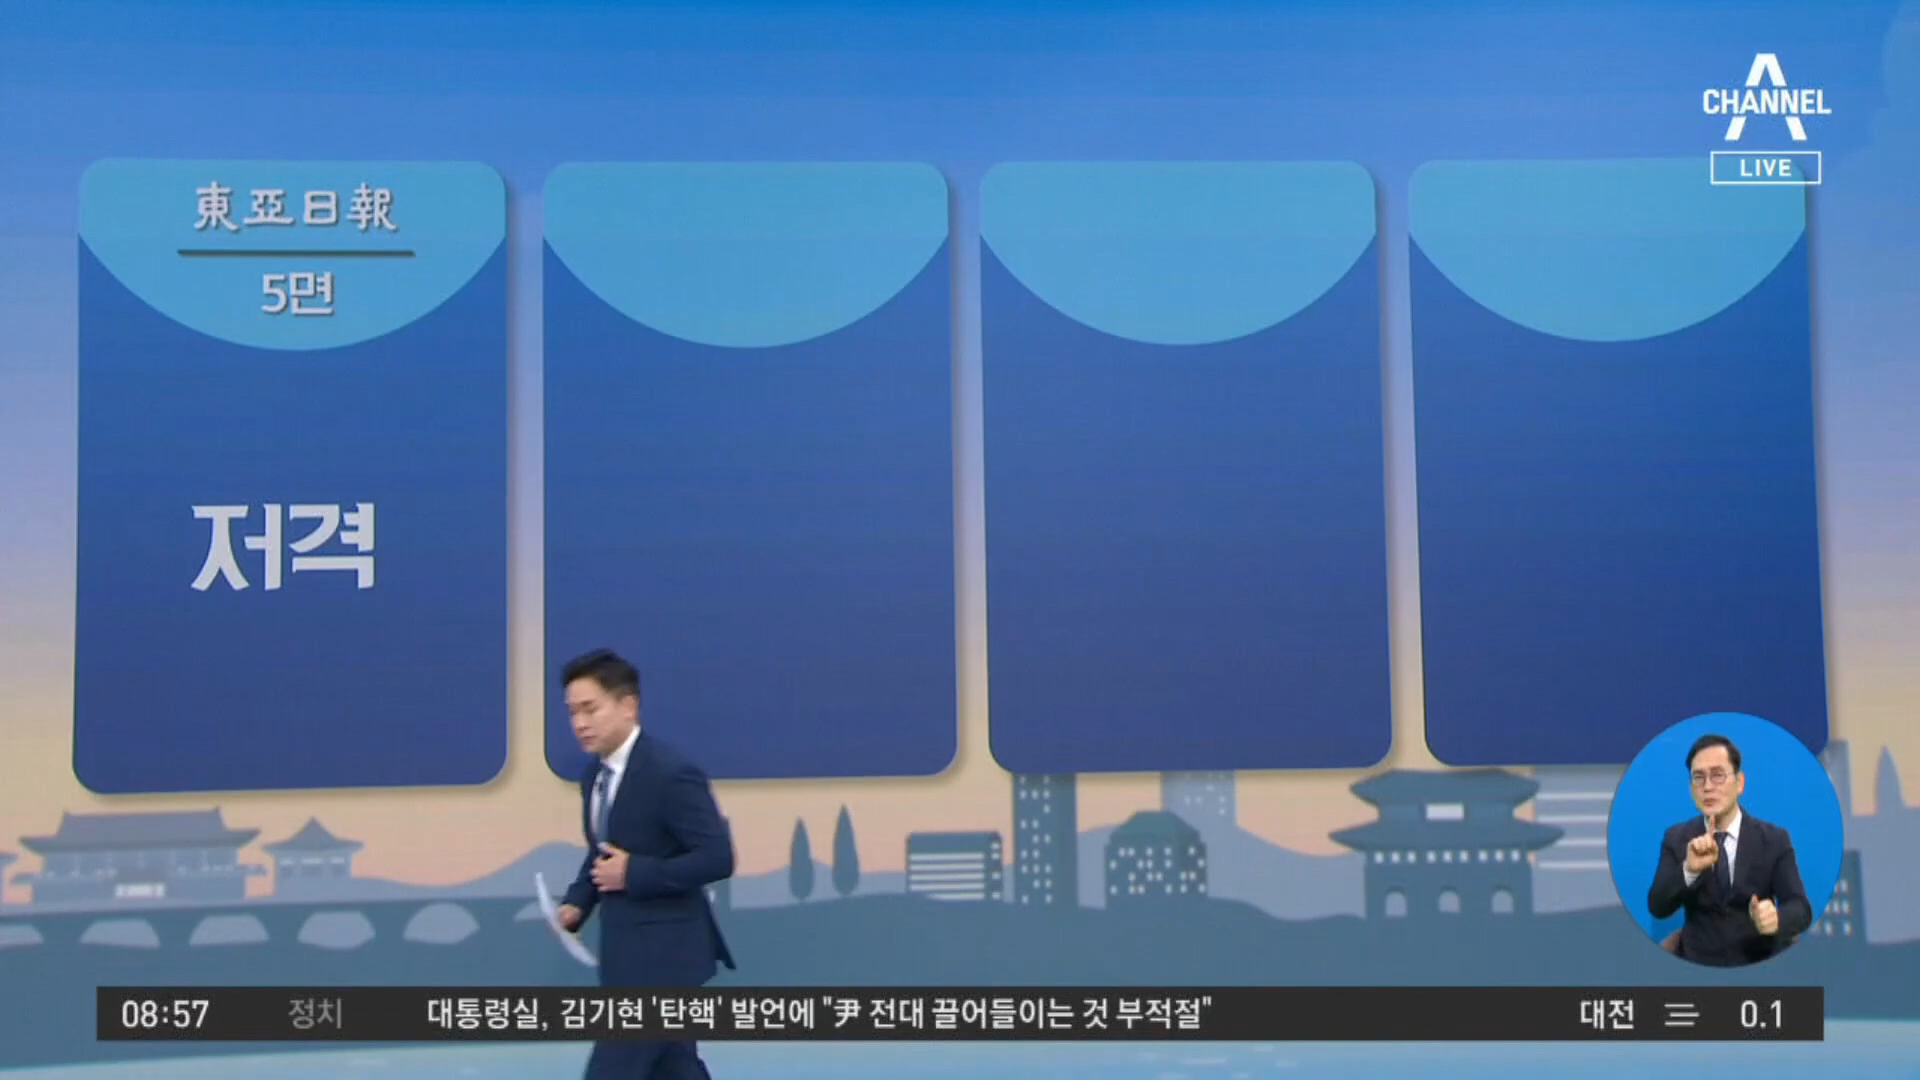 CHANNEL A
LIVE
東亞日報
5면
저격
08:57 정치 대통령실, 김기현 '탄핵' 발언에 "尹 전대 끌어들이는 것 부적절" 대전 0.1